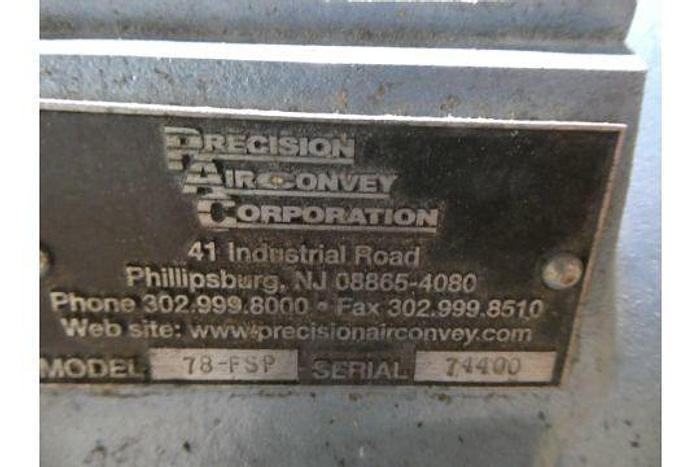 PRECISION
AIRCONVEY
CORPORATION
41 Industrial Road
Phillipsburg, NJ 08865-4080
Phone 302.999.8000 • Fax 302.999.8510
Web site: www.precisionairconvey.com
MODEL 78-FSP SERIAL 74400